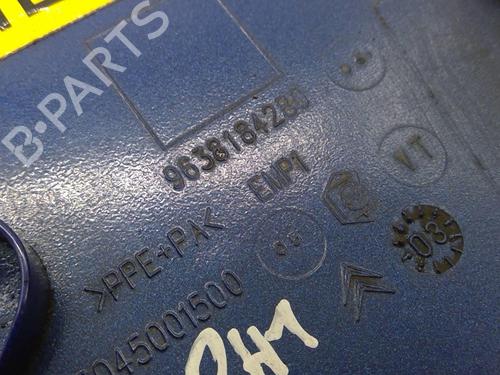 B-PARTS
9638184280
EMP1
VT
>PPE+PA<
03
045001500